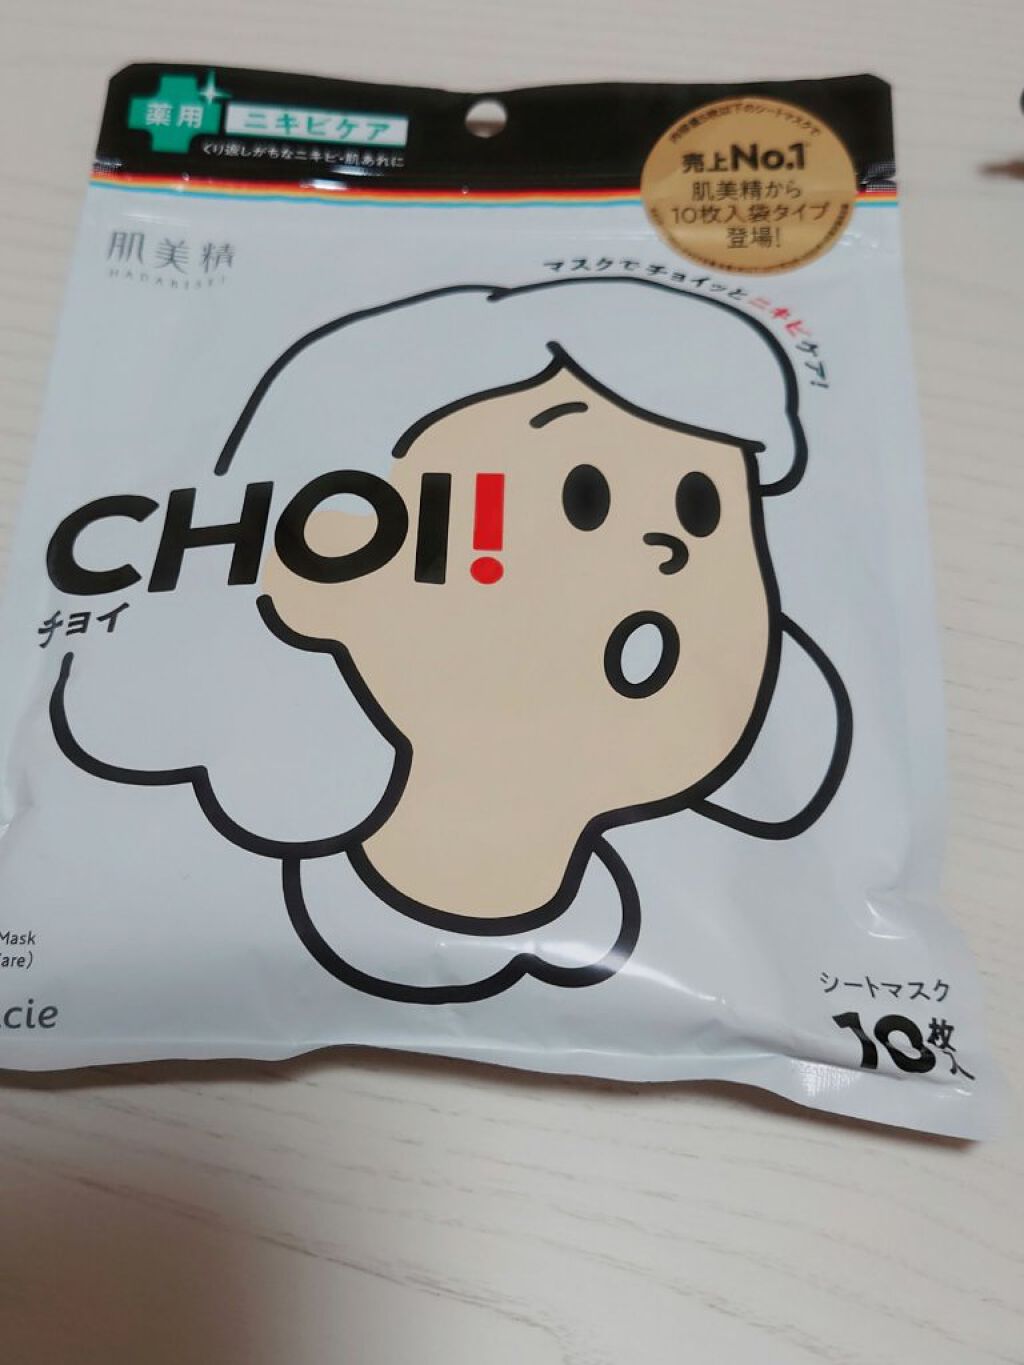 薬用
ニキビケア
くり返しがちなニキビ・肌あれに
売上No.1
肌美精から
10枚入袋タイプ
登場!
肌美精
HADABISEI
マスクでチョイッとニキビケア!
CHOI!
チョイ
Mask
are)
cie
シートマスク
10枚入